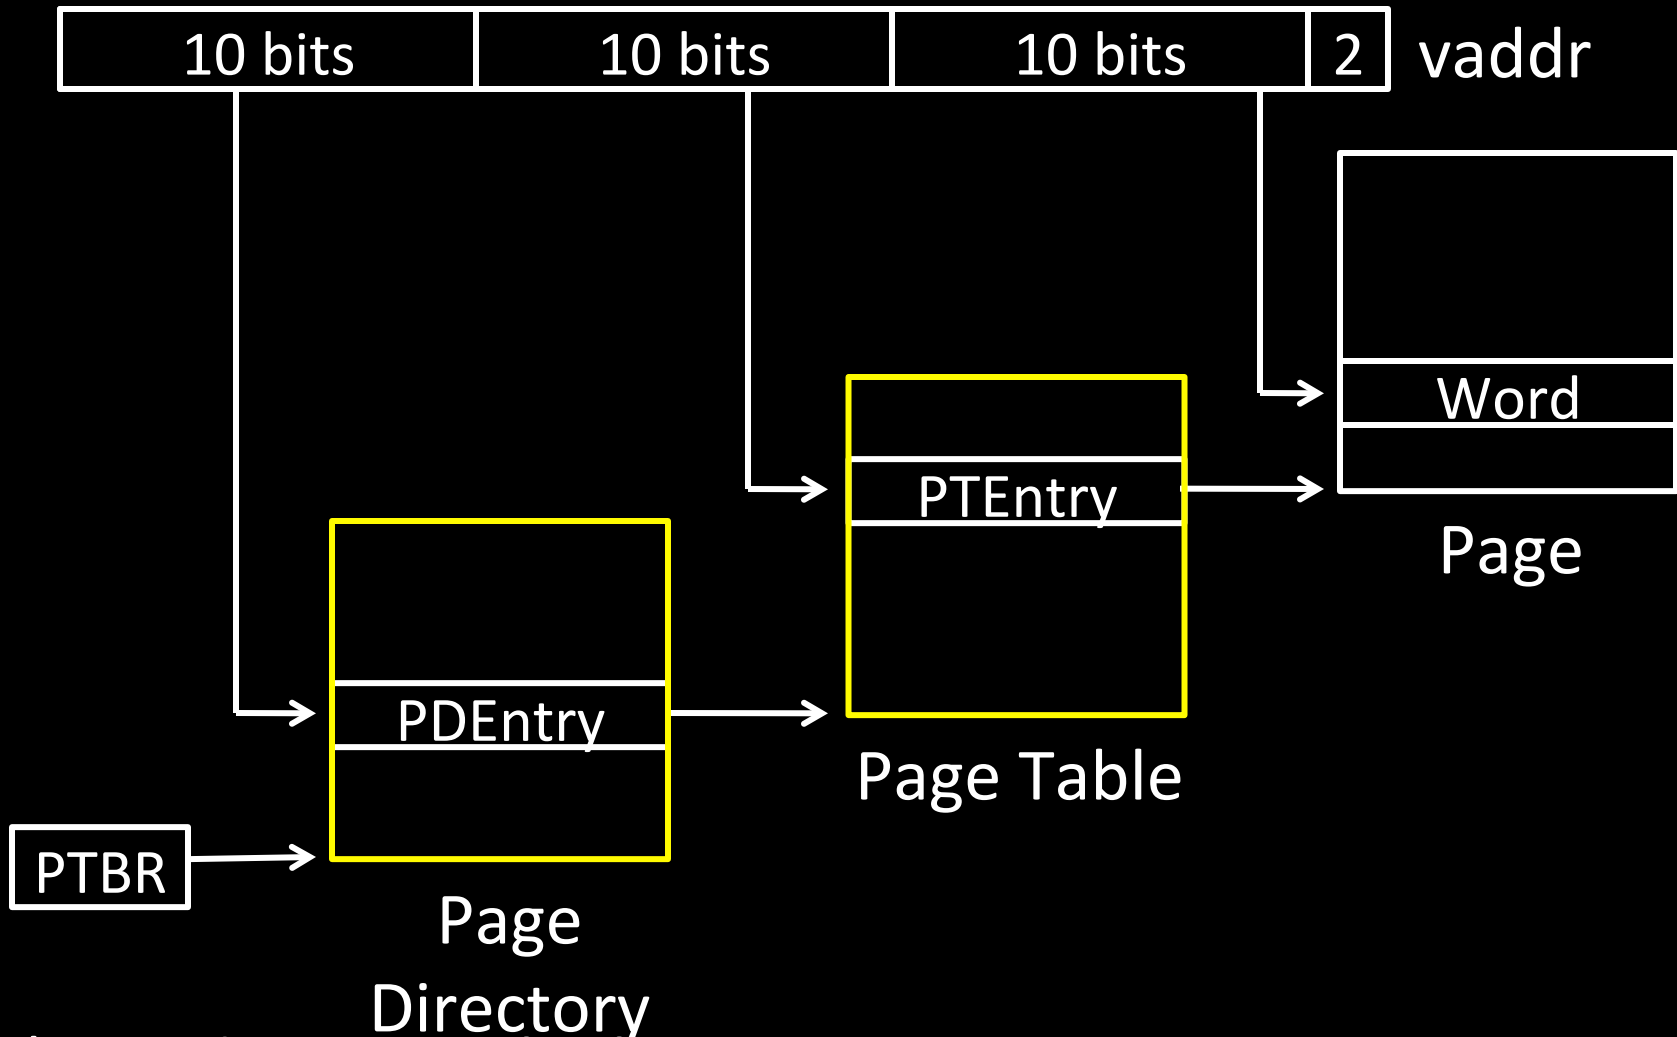 10 bits 10 bits 10 bits 2 vaddr
Word
PTEntry
Page
PDEntry
Page Table
PTBR
Page
Directory